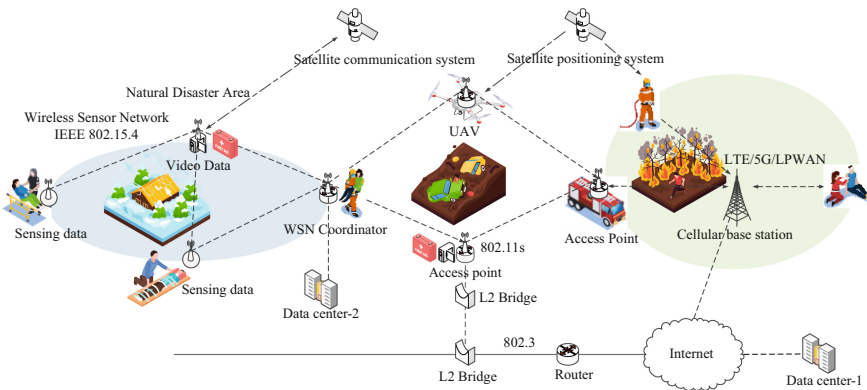 Satellite communication system
Satellite positioning system
Natural Disaster Area
Wireless Sensor Network
IEEE 802.15.4
UAV
Video Data
LTE/5G/LPWAN
Sensing data
WSN Coordinator
Access Point
Cellular base station
802.11s
Access point
Sensing data
L2 Bridge
Data center-2
802.3
L2 Bridge
Router
Internet
Data center-1